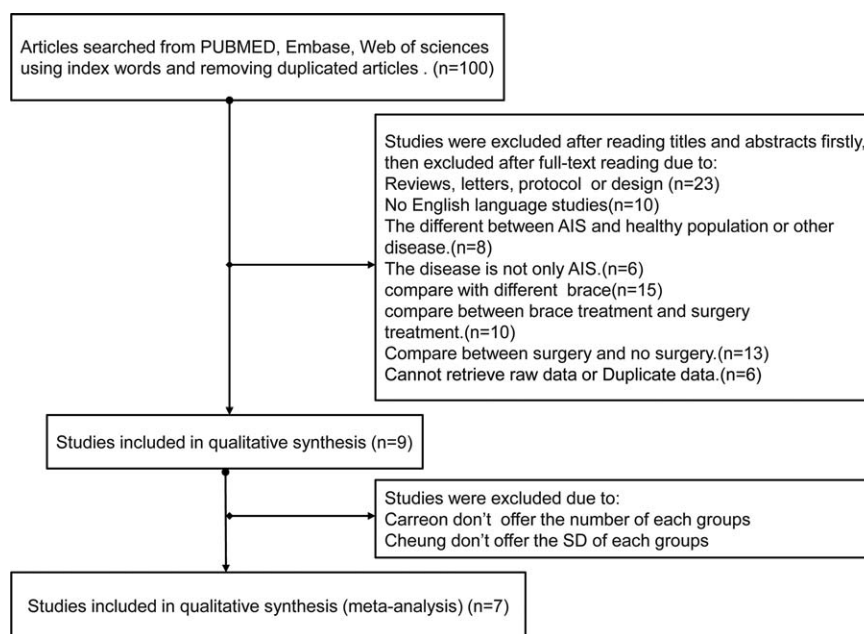 Articles searched from PUBMED, Embase, Web of sciences
using index words and removing duplicated articles . (n=100)
Studies were excluded after reading titles and abstracts firstly,
then excluded after full-text reading due to:
Reviews, letters, protocol or design (n=23)
No English language studies(n=10)
The different between AIS and healthy population or other
disease.(n=8)
The disease is not only AIS.(n=6)
compare with different brace(n=15)
compare between brace treatment and surgery
treatment.(n=10)
Compare between surgery and no surgery.(n=13)
Cannot retrieve raw data or Duplicate data.(n=6)
Studies included in qualitative synthesis (n=9)
Studies were excluded due to:
Carreon don't offer the number of each groups
Cheung don't offer the SD of each groups
Studies included in qualitative synthesis (meta-analysis) (n=7)